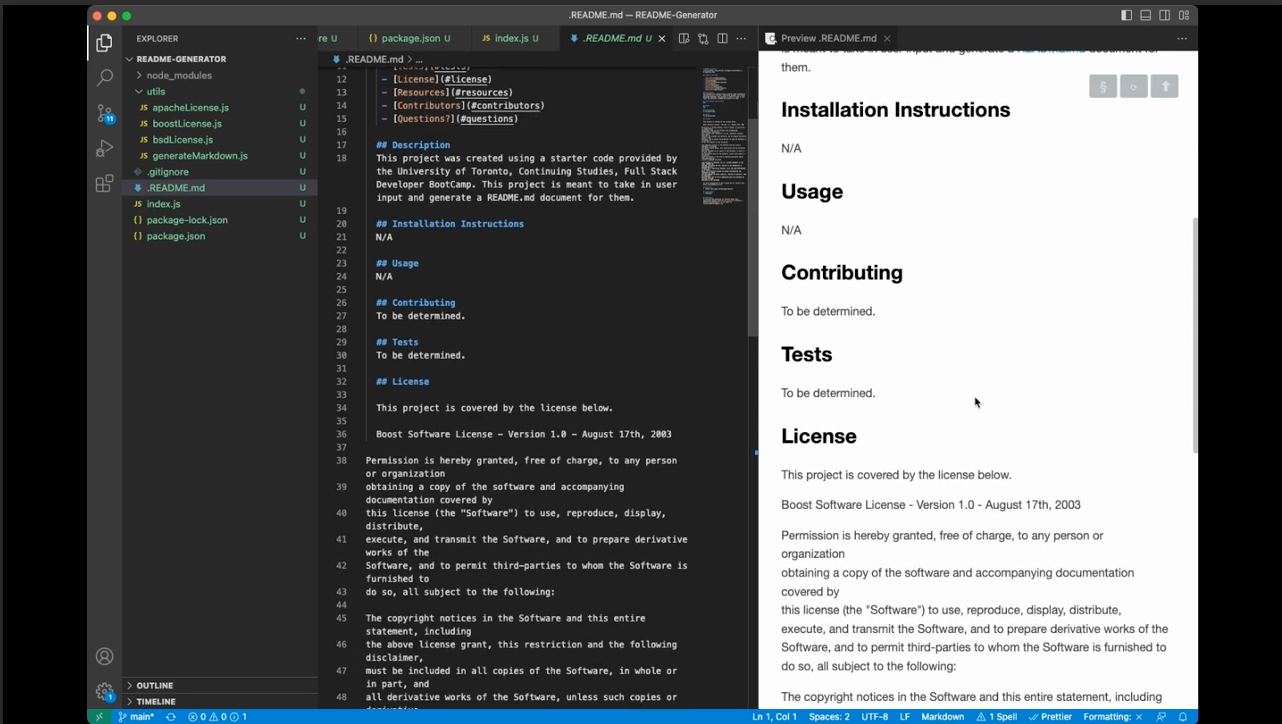 .README.md — README-Generator
EXPLORER
README-GENERATOR
node_modules
utils
JS apacheLicense.js U
JS boostLicense.js U
JS bsdLicense.js U
JS generateMarkdown.js U
.gitignore U
.README.md U
JS index.js U
{} package-lock.json U
{} package.json U
OUTLINE
TIMELINE
11
1
re U
{} package.json U
JS index.js U
.README.md U
.README.md > ...
12 - [License](#license)
13 - [Resources](#resources)
14 - [Contributors](#contributors)
15 - [Questions?](#questions)
16
17 ## Description
18 This project was created using a starter code provided by
the University of Toronto, Continuing Studies, Full Stack
Developer BootCamp. This project is meant to take in user
input and generate a README.md document for them.
19
20 ## Installation Instructions
21 N/A
22
23 ## Usage
24 N/A
25
26 ## Contributing
27 To be determined.
28
29 ## Tests
30 To be determined.
31
32 ## License
33
34 This project is covered by the license below.
35
36 Boost Software License - Version 1.0 - August 17th, 2003
37
38 Permission is hereby granted, free of charge, to any person
or organization
39 obtaining a copy of the software and accompanying
documentation covered by
40 this license (the "Software") to use, reproduce, display,
distribute,
41 execute, and transmit the Software, and to prepare derivative
works of the
42 Software, and to permit third-parties to whom the Software is
furnished to
43 do so, all subject to the following:
44
45 The copyright notices in the Software and this entire
statement, including
46 the above license grant, this restriction and the following
disclaimer,
47 must be included in all copies of the Software, in whole or
in part, and
48 all derivative works of the Software, unless such copies or
Preview .README.md
them.
Installation Instructions
N/A
Usage
N/A
Contributing
To be determined.
Tests
To be determined.
License
This project is covered by the license below.
Boost Software License - Version 1.0 - August 17th, 2003
Permission is hereby granted, free of charge, to any person or
organization
obtaining a copy of the software and accompanying documentation
covered by
this license (the "Software") to use, reproduce, display, distribute,
execute, and transmit the Software, and to prepare derivative works of the
Software, and to permit third-parties to whom the Software is furnished to
do so, all subject to the following:
The copyright notices in the Software and this entire statement, including
main* 0 0 1 Ln 1, Col 1 Spaces: 2 UTF-8 LF Markdown 1 Spell Prettier Formatting: ×